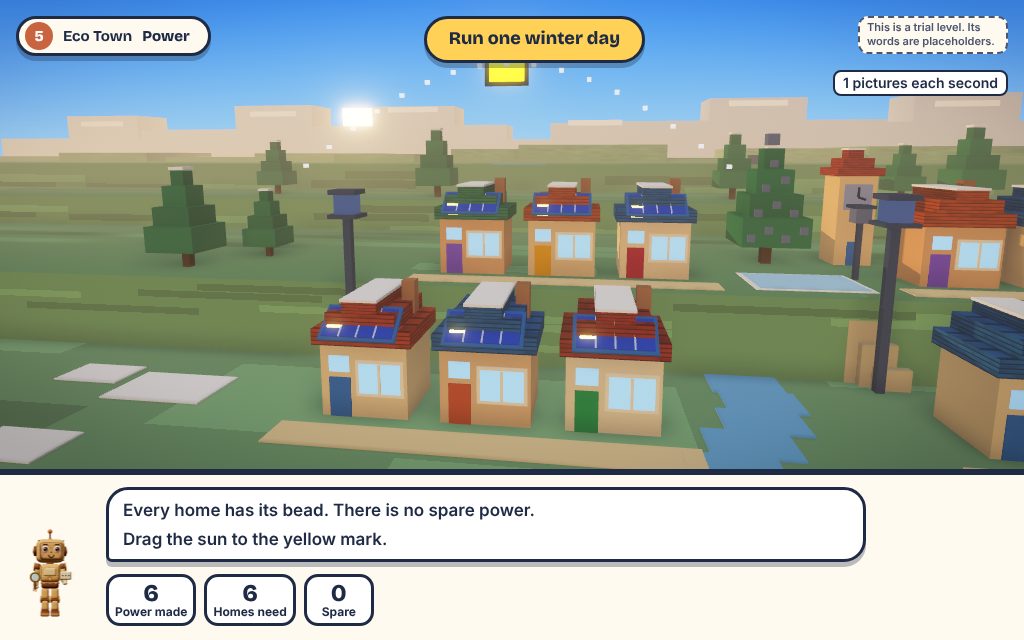 5 Eco Town Power
Run one winter day
This is a trial level. Its
words are placeholders.
1 pictures each second
Every home has its bead. There is no spare power.
Drag the sun to the yellow mark.
6
Power made
6
Homes need
0
Spare